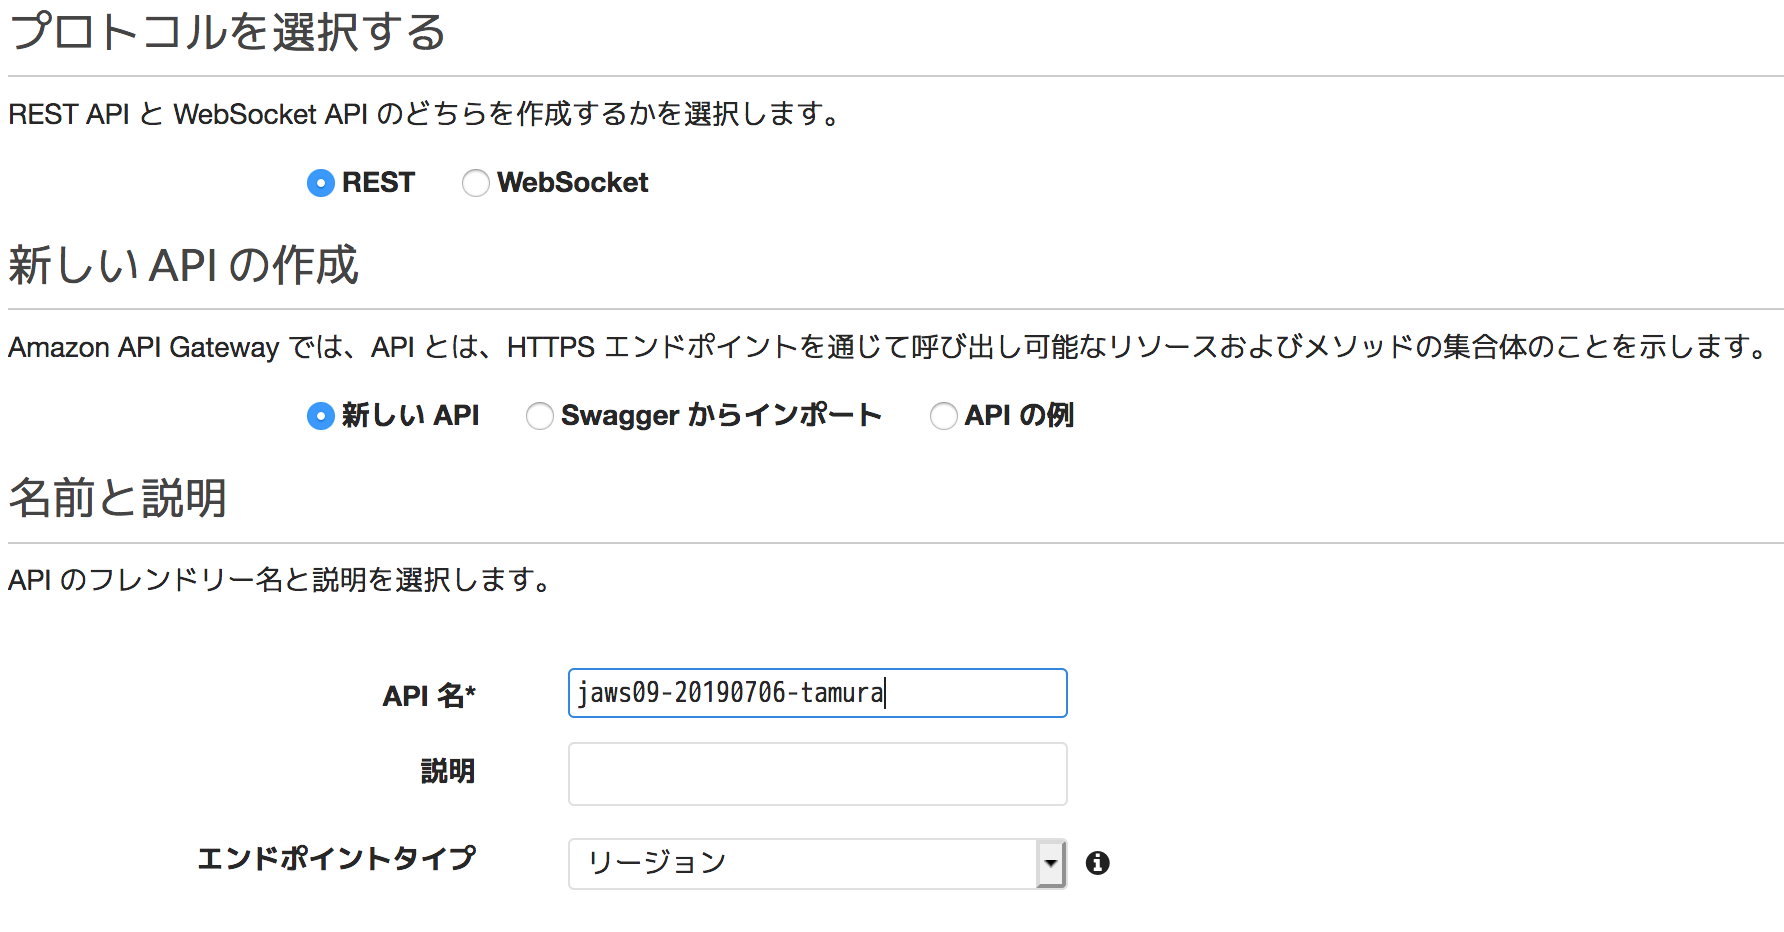 プロトコルを選択する
REST API と WebSocket API のどちらを作成するかを選択します。
REST WebSocket
新しい API の作成
Amazon API Gateway では、API とは、HTTPS エンドポイントを通じて呼び出し可能なリソースおよびメソッドの集合体のことを示します。
新しい API Swagger からインポート API の例
名前と説明
API のフレンドリー名と説明を選択します。
API 名* jaws09-20190706-tamura
説明
エンドポイントタイプ リージョン